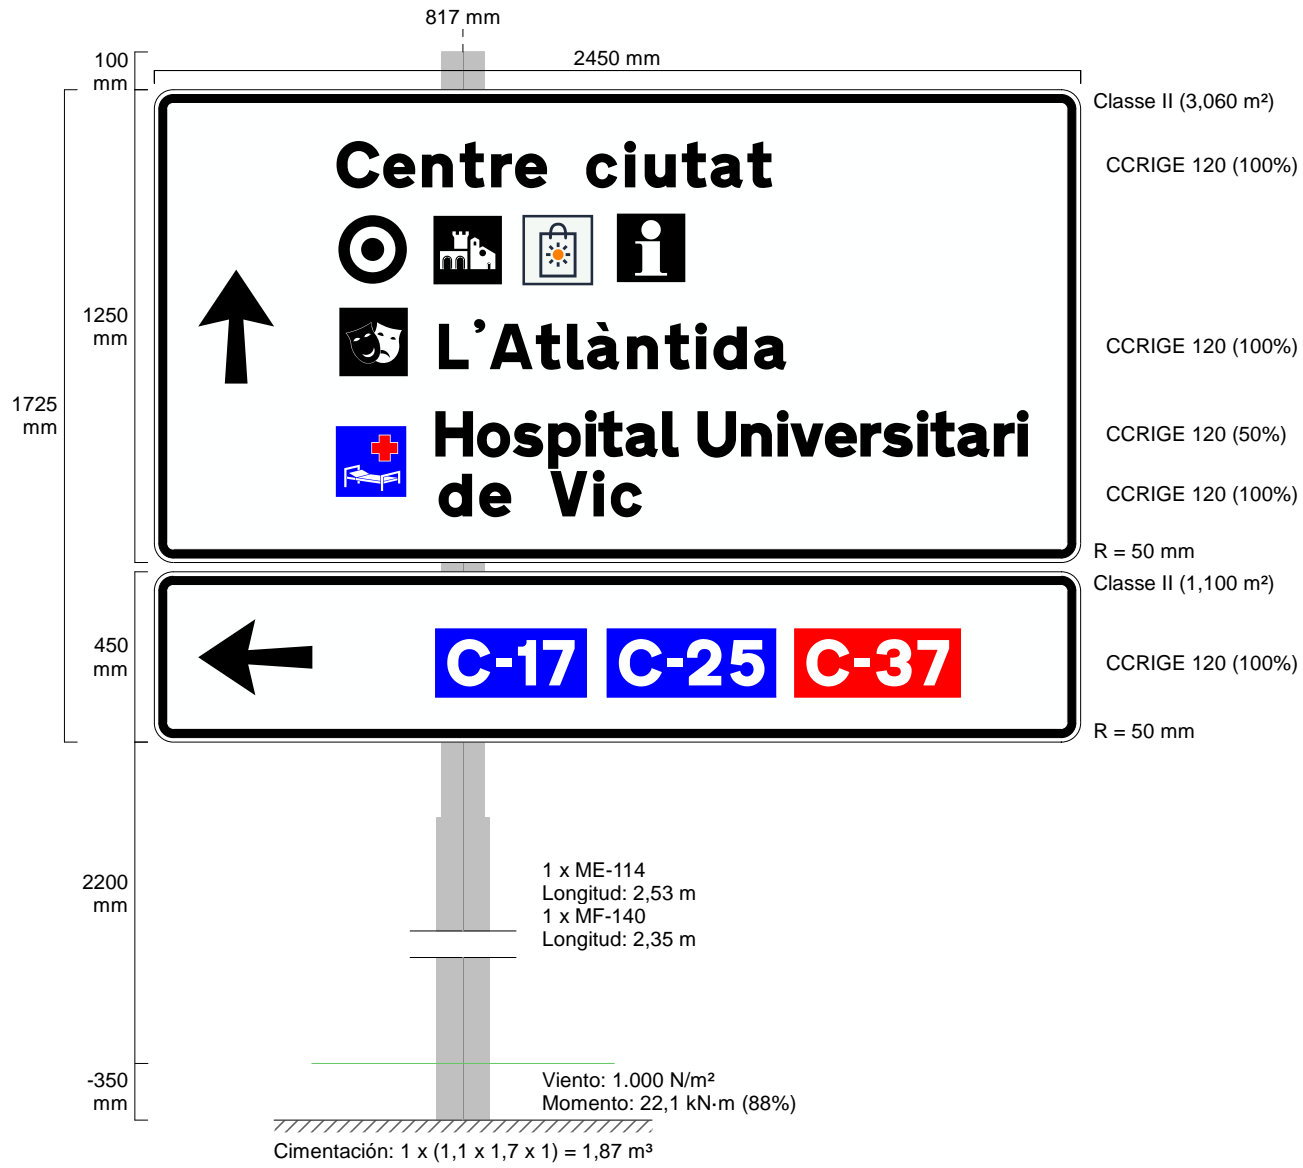 817 mm
100
mm
2450 mm
Classe II (3,060 m²)
Centre ciutat
CCRIGE 120 (100%)
i
1250
mm
L'Atlàntida
CCRIGE 120 (100%)
1725
mm
Hospital Universitari
CCRIGE 120 (50%)
de Vic
CCRIGE 120 (100%)
R = 50 mm
Classe II (1,100 m²)
450
mm
C-17
C-25
C-37
CCRIGE 120 (100%)
R = 50 mm
2200
mm
1 x ME-114
Longitud: 2,53 m
1 x MF-140
Longitud: 2,35 m
-350
mm
Viento: 1.000 N/m²
Momento: 22,1 kN·m (88%)
Cimentación: 1 x (1,1 x 1,7 x 1) = 1,87 m³